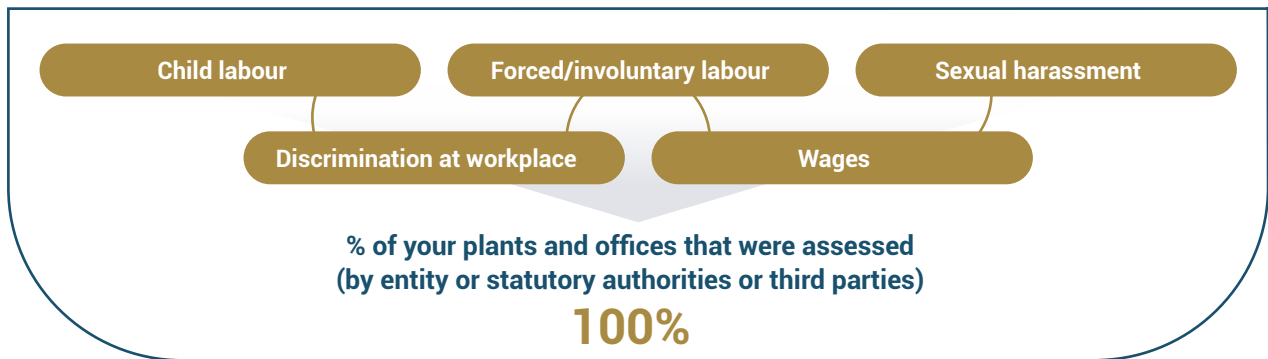 Child labour
Forced/involuntary labour
Sexual harassment
Discrimination at workplace
Wages
% of your plants and offices that were assessed
(by entity or statutory authorities or third parties)
100%